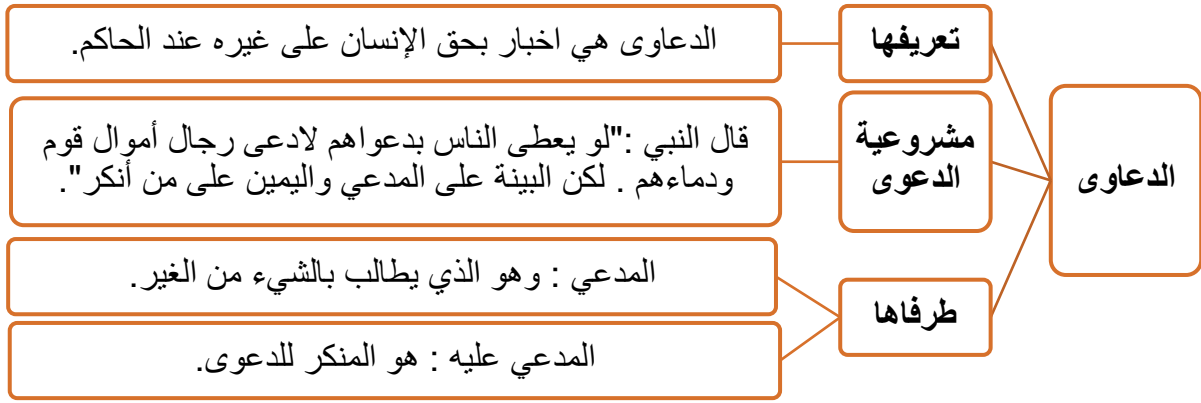 الدعاوى
تعريفها
الدعاوى هي اخبار بحق الإنسان على غيره عند الحاكم.
مشروعية
الدعوى
قال النبي :"لو يعطى الناس بدعواهم لادعى رجال أموال قوم
ودماءهم . لكن البينة على المدعي واليمين على من أنكر".
طرفاها
المدعي : وهو الذي يطالب بالشيء من الغير.
المدعي عليه : هو المنكر للدعوى.